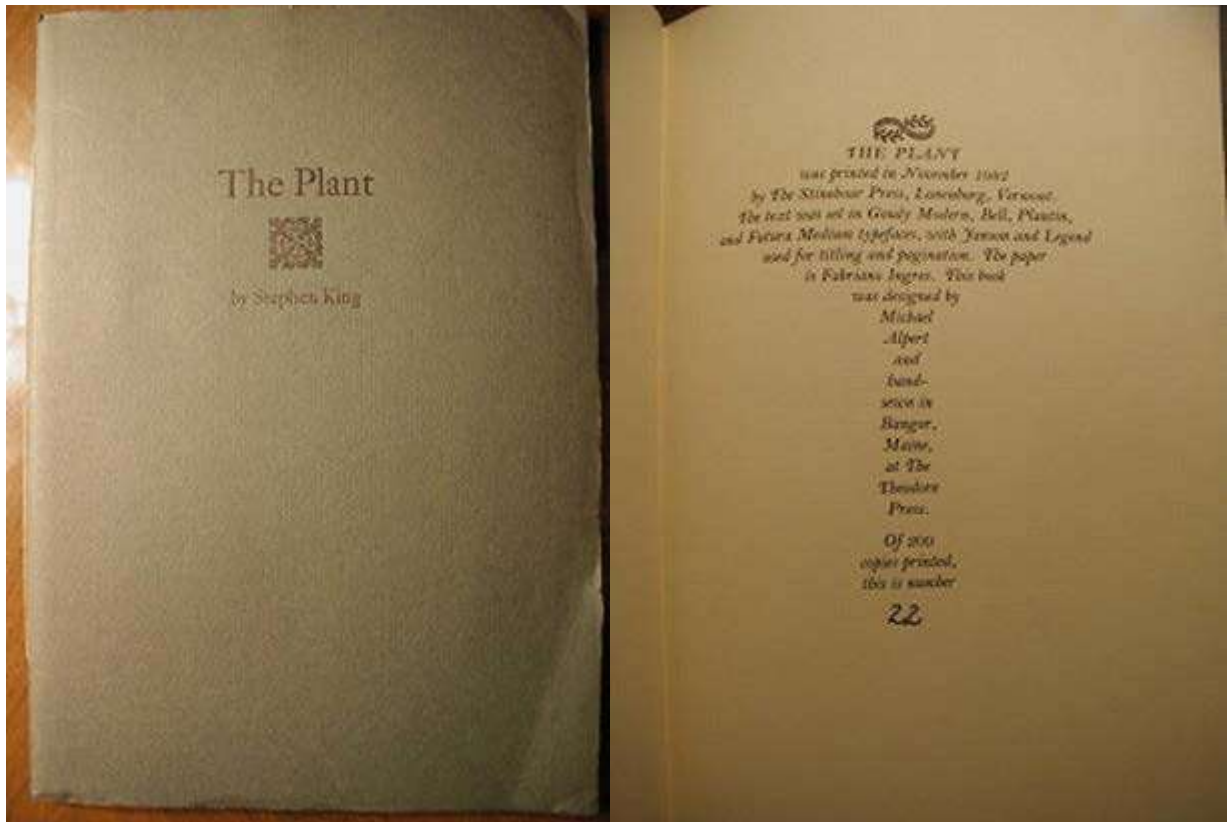 The Plant
by Stephen King
THE PLANT
was printed in November 1982
by The Stinehour Press, Lunenburg, Vermont.
The text was set in Goudy Modern, Bell, Plantin,
and Futura Medium typefaces, with Janson and Legend
used for titling and pagination. The paper
is Fabriano Ingres. This book
was designed by
Michael
Alpert
and
hand-
sewn in
Bangor,
Maine,
at The
Theodore
Press.
Of 200
copies printed,
this is number
22